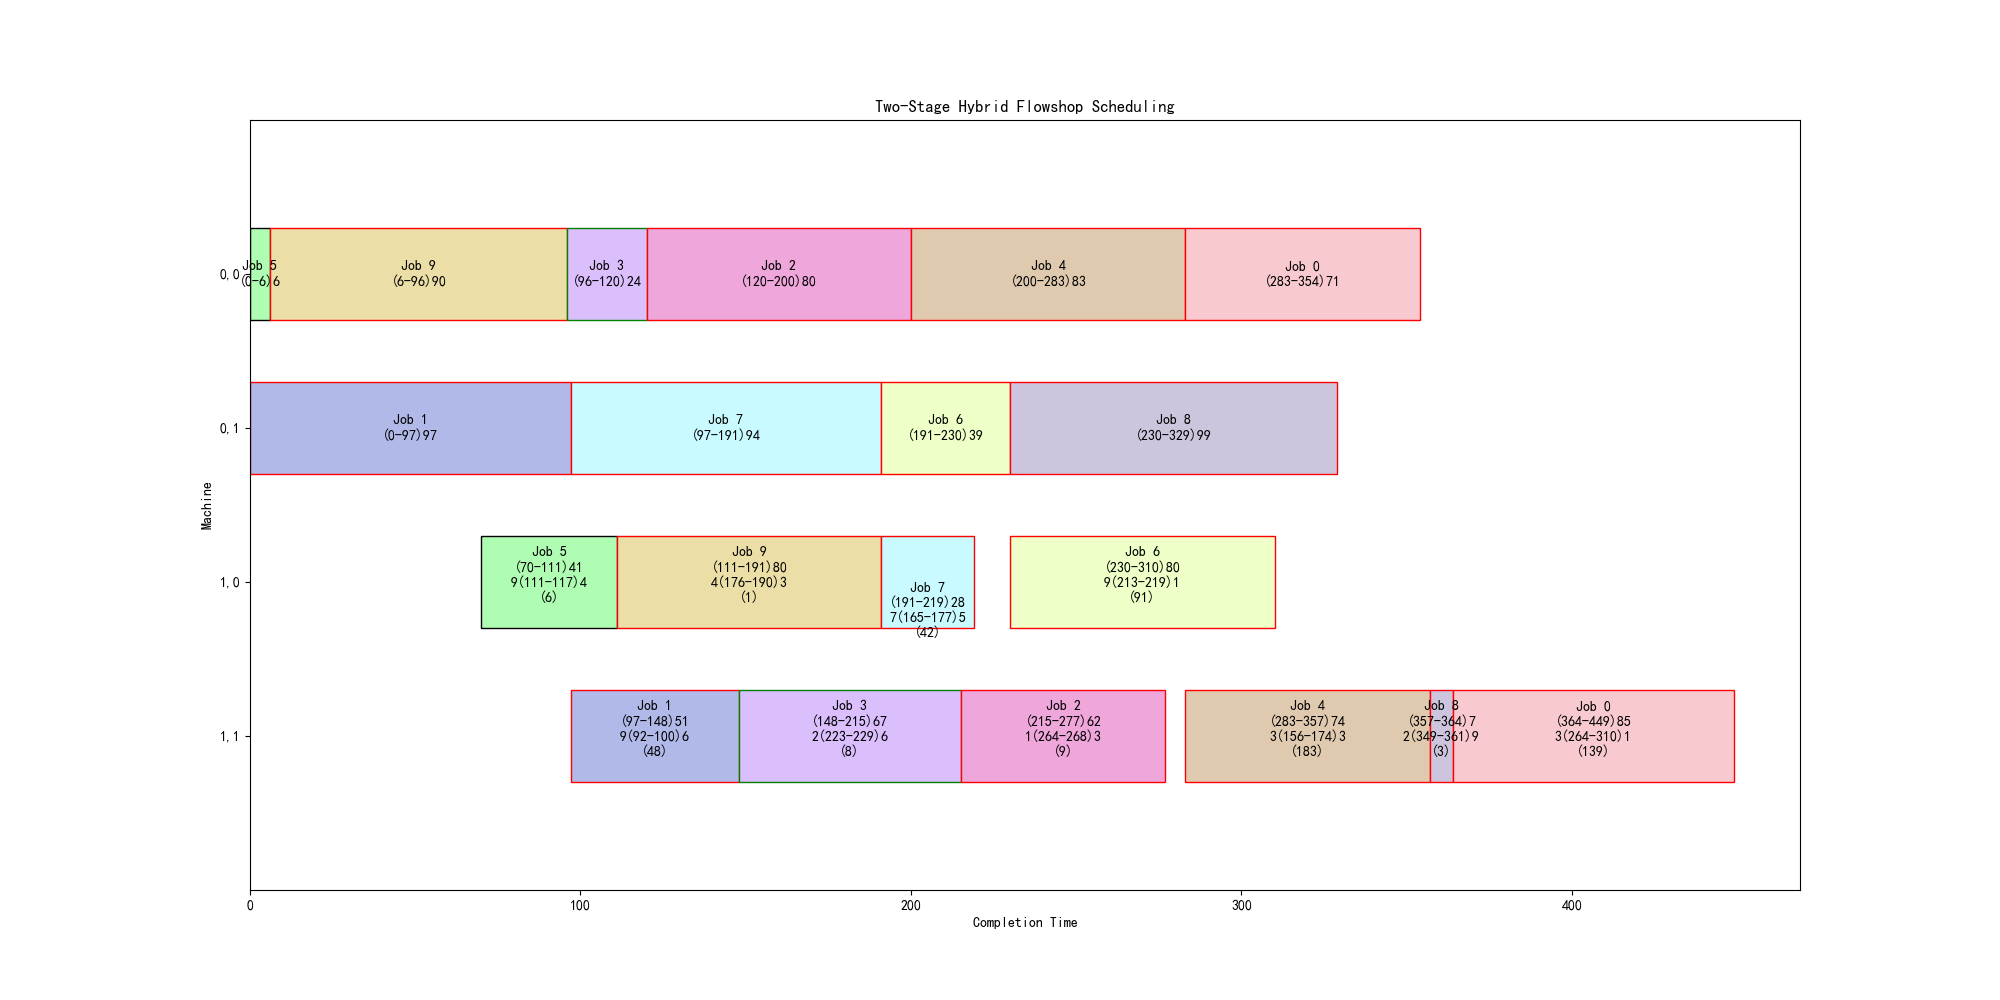 Two-Stage Hybrid Flowshop Scheduling
Machine
0,0
Job 5
(0-6)6
Job 9
(6-96)90
Job 3
(96-120)24
Job 2
(120-200)80
Job 4
(200-283)83
Job 0
(283-354)71
0,1
Job 1
(0-97)97
Job 7
(97-191)94
Job 6
(191-230)39
Job 8
(230-329)99
1,0
Job 5
(70-111)41
9(111-117)4
(6)
Job 9
(111-191)80
4(176-190)3
(1)
Job 7
(191-219)28
7(165-177)5
(42)
Job 6
(230-310)80
9(213-219)1
(91)
1,1
Job 1
(97-148)51
9(92-100)6
(48)
Job 3
(148-215)67
2(223-229)6
(8)
Job 2
(215-277)62
1(264-268)3
(9)
Job 4
(283-357)74
3(156-174)3
(183)
Job 8
(357-364)7
2(349-361)9
(3)
Job 0
(364-449)85
3(264-310)1
(139)
0
100
200
300
400
Completion Time